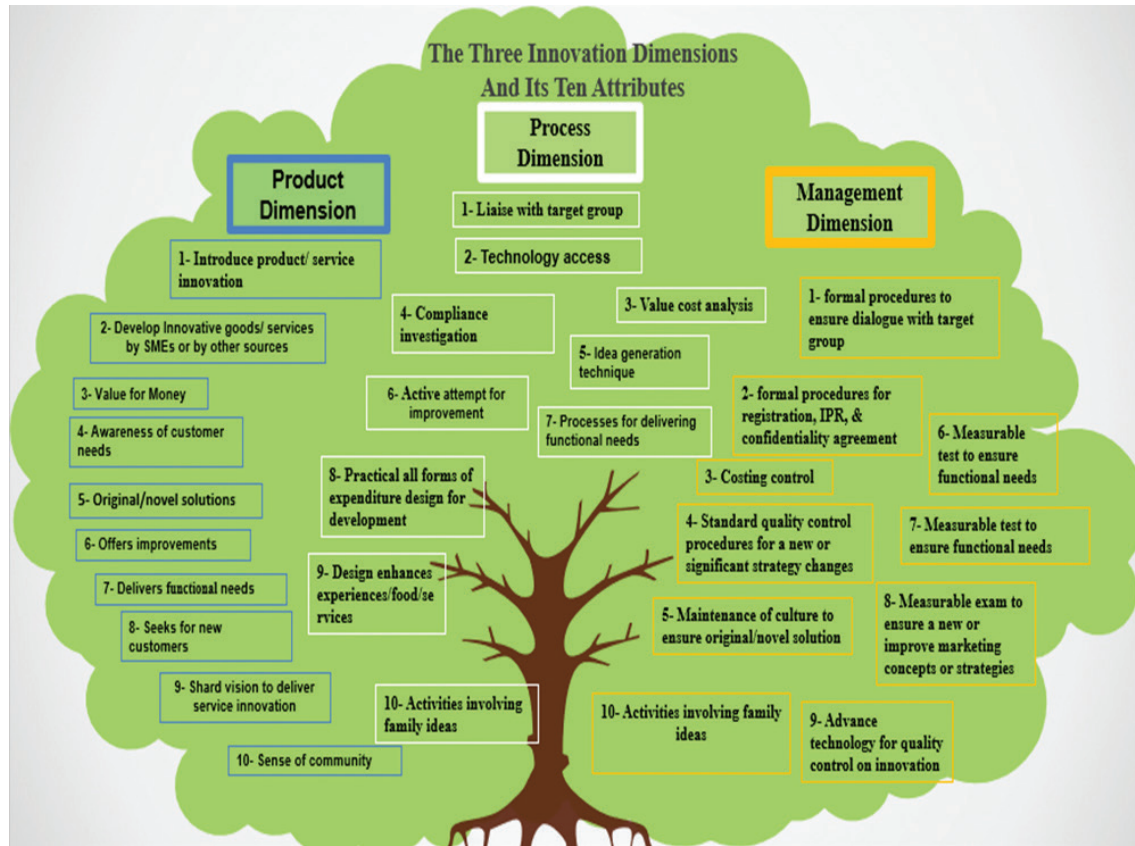 The Three Innovation Dimensions
And Its Ten Attributes
Product
Dimension
1- Introduce product/ service
innovation
2- Develop Innovative goods/ services
by SMEs or by other sources
3- Value for Money
4- Awareness of customer
needs
5- Original/novel solutions
6- Offers improvements
7- Delivers functional needs
8- Seeks for new
customers
9- Shard vision to deliver
service innovation
10- Sense of community
Process
Dimension
1- Liaise with target group
2- Technology access
3- Value cost analysis
4- Compliance
investigation
5- Idea generation
technique
6- Active attempt for
improvement
7- Processes for delivering
functional needs
8- Practical all forms of
expenditure design for
development
9- Design enhances
experiences/food/se
rvices
10- Activities involving
family ideas
Management
Dimension
1- formal procedures to
ensure dialogue with target
group
2- formal procedures for
registration, IPR, &
confidentiality agreement
3- Costing control
4- Standard quality control
procedures for a new or
significant strategy changes
5- Maintenance of culture to
ensure original/novel solution
6- Measurable
test to ensure
functional needs
7- Measurable test to
ensure functional needs
8- Measurable exam to
ensure a new or
improve marketing
concepts or strategies
9- Advance
technology for quality
control on innovation
10- Activities involving family
ideas